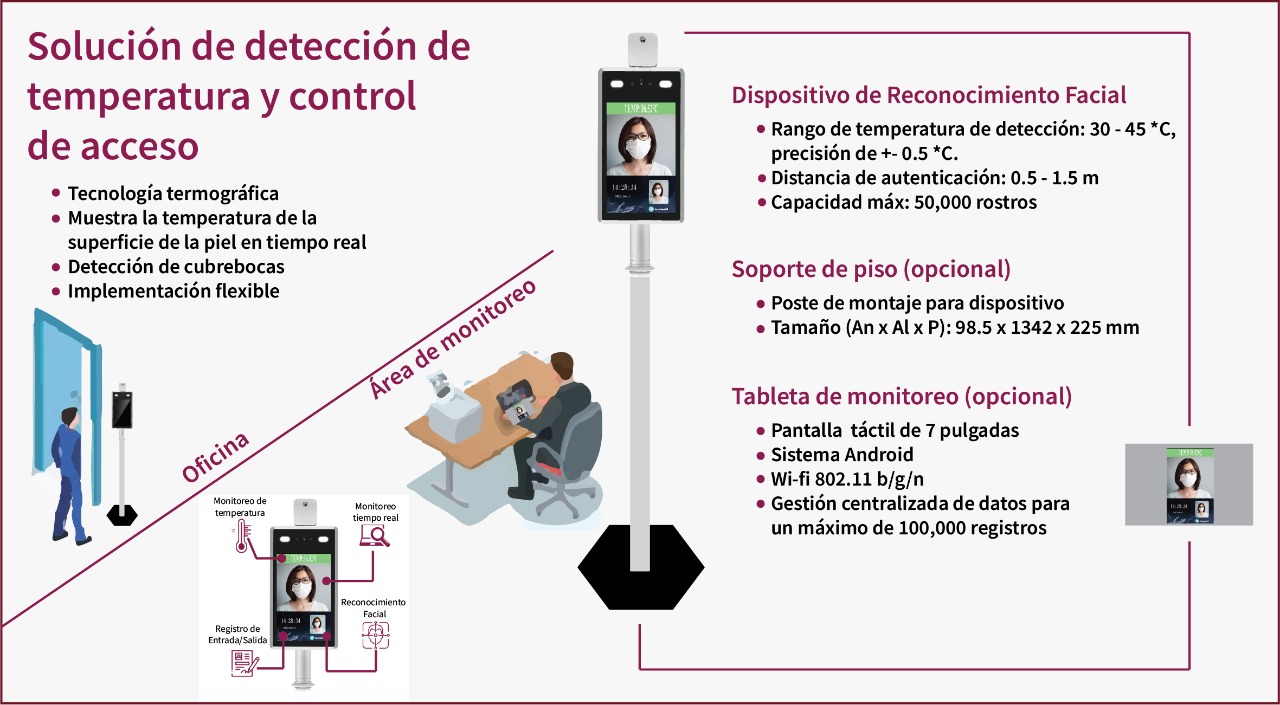 Solución de detección de
temperatura y control
de acceso
• Tecnología termográfica
• Muestra la temperatura de la
superficie de la piel en tiempo real
• Detección de cubrebocas
• Implementación flexible
Oficina
Área de monitoreo
Monitoreo de
temperatura
Monitoreo
tiempo real
Reconocimiento
Facial
Registro de
Entrada/Salida
14:28:34
14:28:34
Dispositivo de Reconocimiento Facial
• Rango de temperatura de detección: 30 - 45 *C,
precisión de +- 0.5 *C.
• Distancia de autenticación: 0.5 - 1.5 m
• Capacidad máx: 50,000 rostros
Soporte de piso (opcional)
• Poste de montaje para dispositivo
• Tamaño (An x Al x P): 98.5 x 1342 x 225 mm
Tableta de monitoreo (opcional)
• Pantalla táctil de 7 pulgadas
• Sistema Android
• Wi-fi 802.11 b/g/n
• Gestión centralizada de datos para
un máximo de 100,000 registros